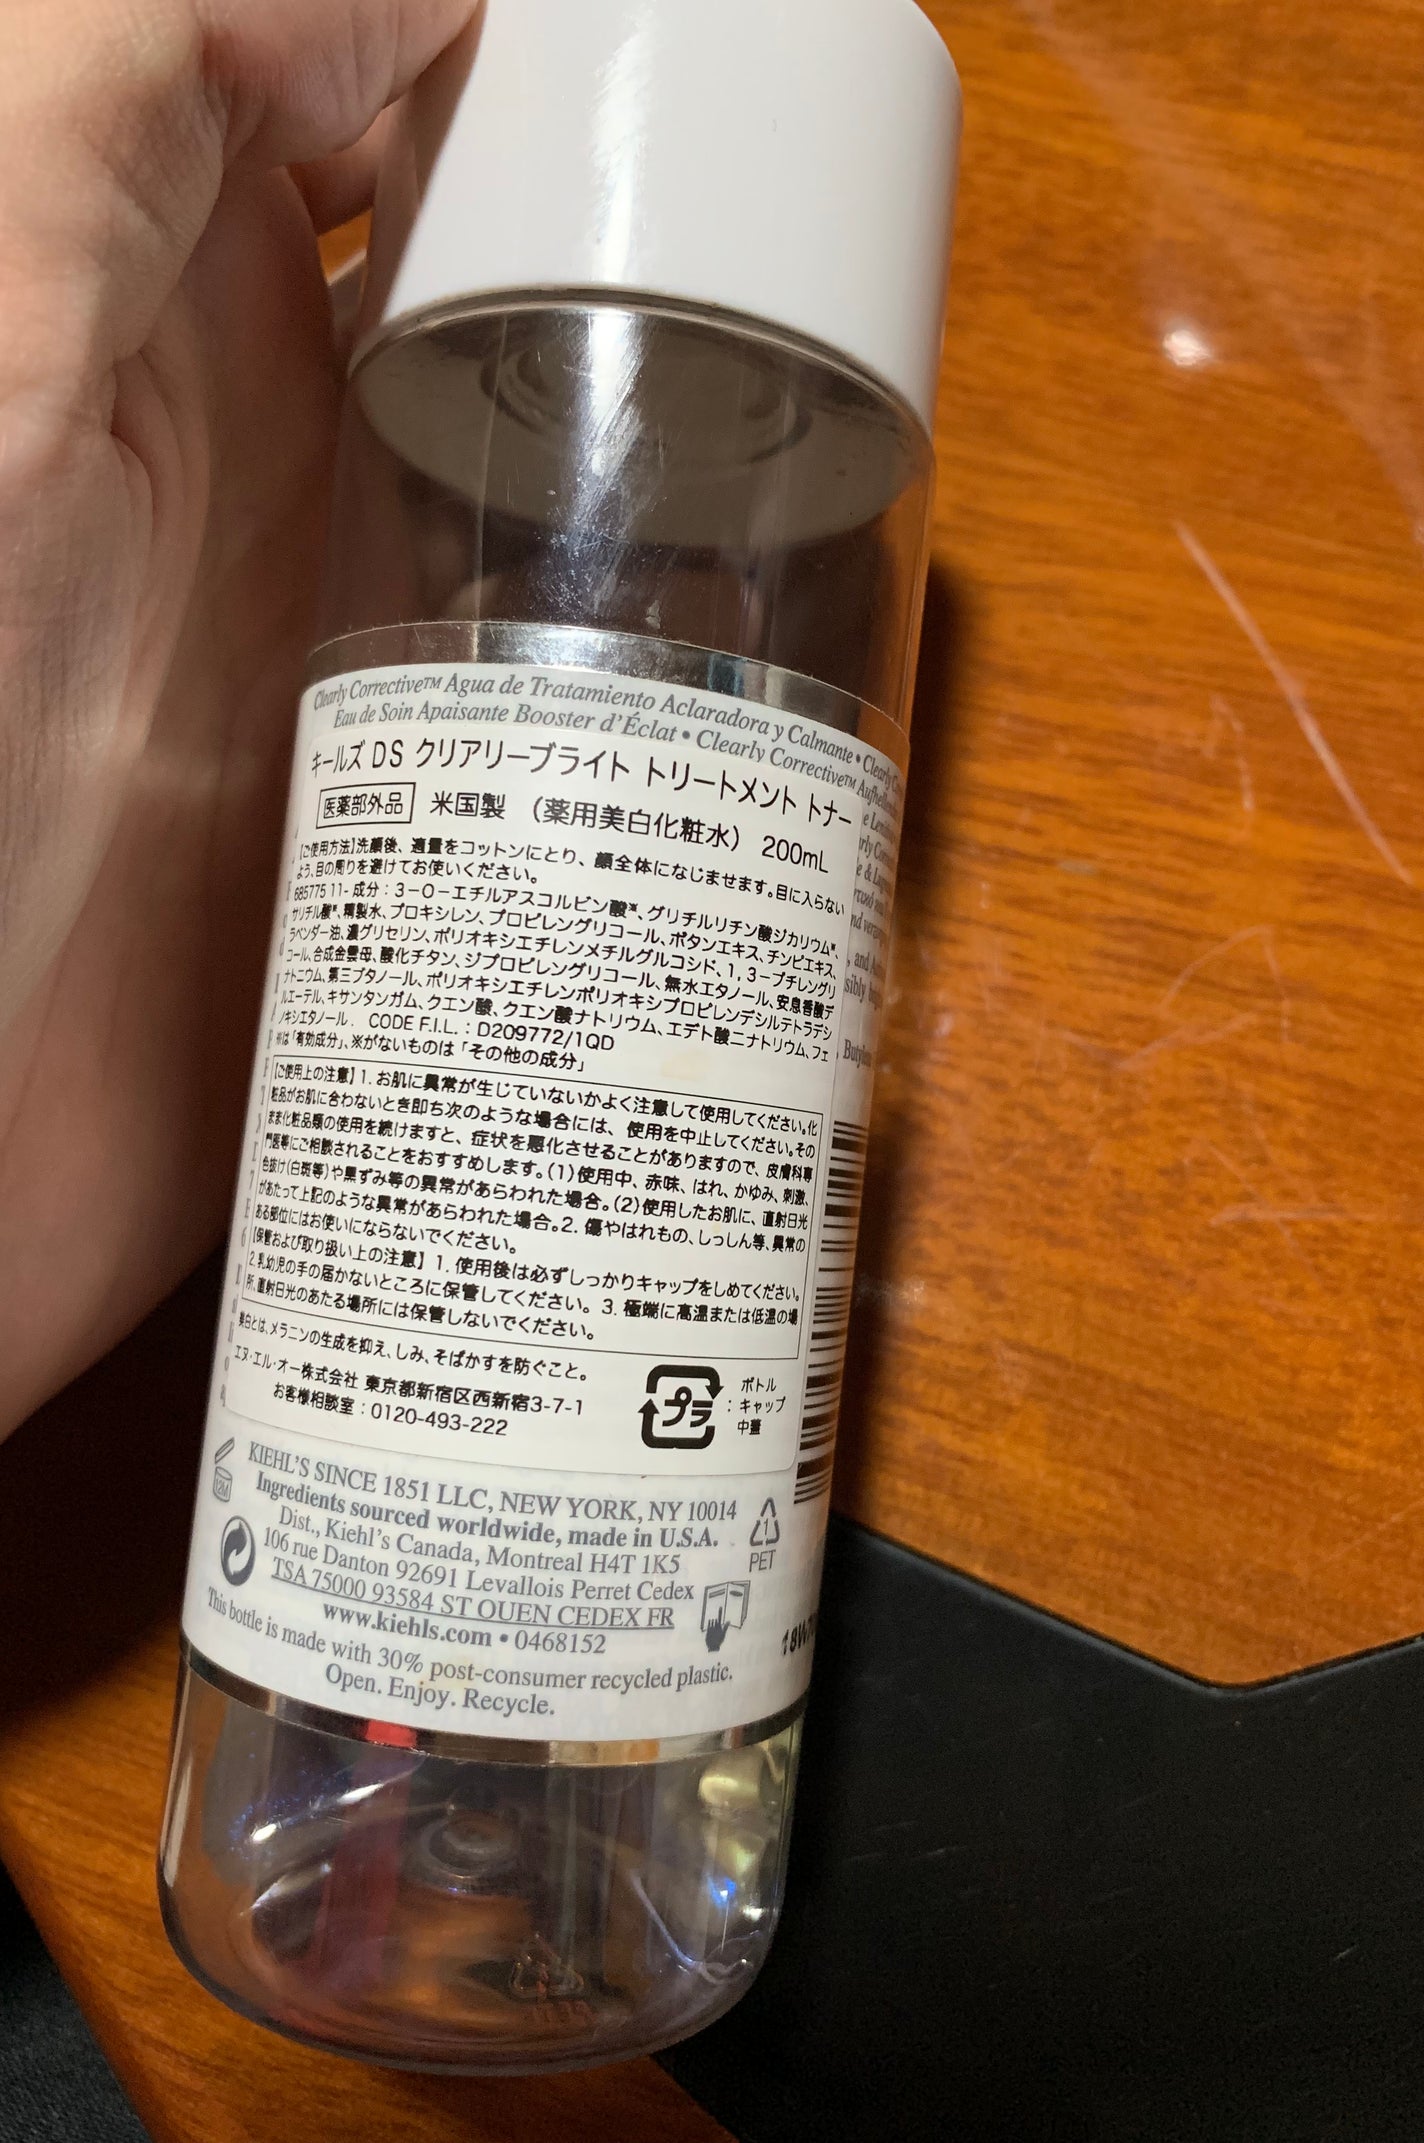 Clearly Corrective™ Agua de Tratamiento Aclaradora y Calmante • Clearly
Eau de Soin Apaisante Booster d'Éclat • Clearly Corrective™
キールズ DS クリアリーブライト トリートメント トナー
医薬部外品 米国製 (薬用美白化粧水) 200mL
【ご使用方法】洗顔後、適量をコットンにとり、顔全体になじませます。目に入らない
よう、目の周りを避けてお使いください。
685775 11- 成分：3-O-エチルアスコルビン酸※、グリチルリチン酸ジカリウム※、
サリチル酸※、精製水、プロキシレン、プロピレングリコール、ボタンエキス、チンピエキス、
ラベンダー油、濃グリセリン、ポリオキシエチレンメチルグルコシド、1, 3-ブチレングリ
コール、合成金雲母、酸化チタン、ジプロピレングリコール、無水エタノール、安息香酸デ
ナトニウム、第三ブタノール、ポリオキシエチレンポリオキシプロピレンデシルテトラデシ
ルエーテル、キサンタンガム、クエン酸、クエン酸ナトリウム、エデト酸二ナトリウム、フェ
ノキシエタノール. CODE F.I.L. : D209772/1QD
※は「有効成分」、※がないものは「その他の成分」
【ご使用上の注意】1. お肌に異常が生じていないかよく注意して使用してください。化
粧品がお肌に合わないとき即ち次のような場合には、使用を中止してください。その
まま化粧品類の使用を続けますと、症状を悪化させることがありますので、皮膚科専
門医等にご相談されることをおすすめします。(1)使用中、赤味、はれ、かゆみ、刺激、
色抜け(白斑等)や黒ずみ等の異常があらわれた場合。(2)使用したお肌に、直射日光
があたって上記のような異常があらわれた場合。2. 傷やはれもの、しっしん等、異常の
ある部位にはお使いにならないでください。
【保管および取り扱い上の注意】1. 使用後は必ずしっかりキャップをしめてください。
2. 乳幼児の手の届かないところに保管してください。3. 極端に高温または低温の場
所、直射日光のあたる場所には保管しないでください。
美白とは、メラニンの生成を抑え、しみ、そばかすを防ぐこと。
エヌ・エル・オー株式会社 東京都新宿区西新宿3-7-1
お客様相談室：0120-493-222
プラ
ボトル
：キャップ
中蓋
KIEHL'S SINCE 1851 LLC, NEW YORK, NY 10014
Ingredients sourced worldwide, made in U.S.A.
Dist., Kiehl's Canada, Montreal H4T 1K5
106 rue Danton 92691 Levallois Perret Cedex
TSA 75000 93584 ST OUEN CEDEX FR
www.kiehls.com • 0468152
This bottle is made with 30% post-consumer recycled plastic.
Open. Enjoy. Recycle.
12M
1
PET